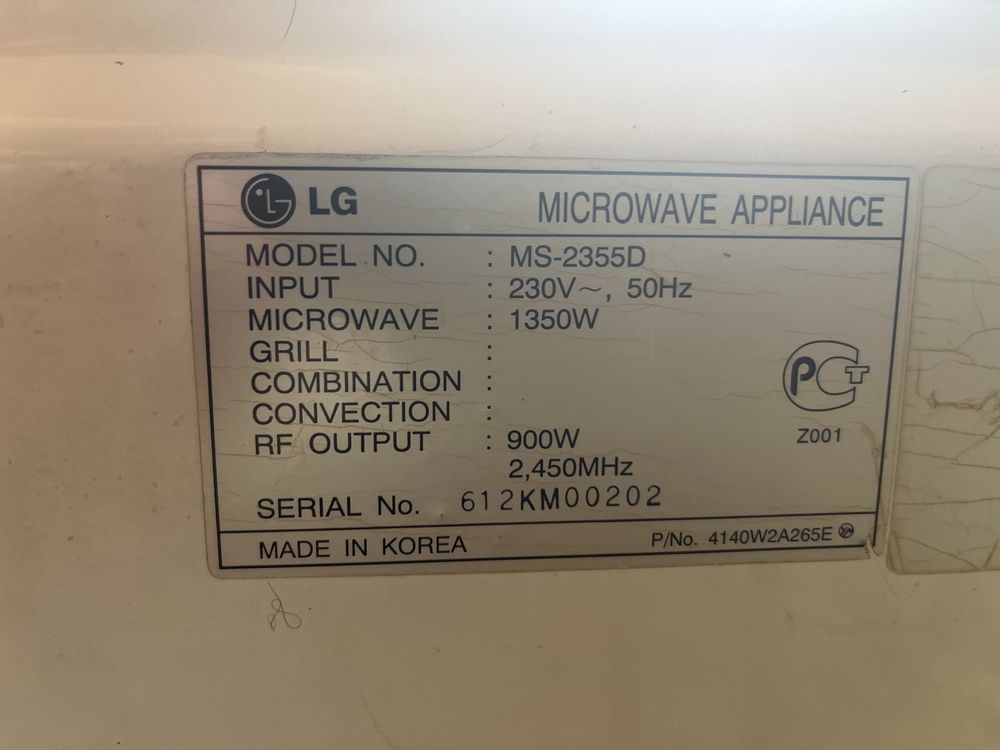 LG MICROWAVE APPLIANCE
MODEL NO. : MS-2355D
INPUT : 230V~, 50Hz
MICROWAVE : 1350W
GRILL :
COMBINATION :
CONVECTION :
RF OUTPUT : 900W
2,450MHz
SERIAL No. 612KM00202
PCT
Z001
MADE IN KOREA P/No. 4140W2A265E